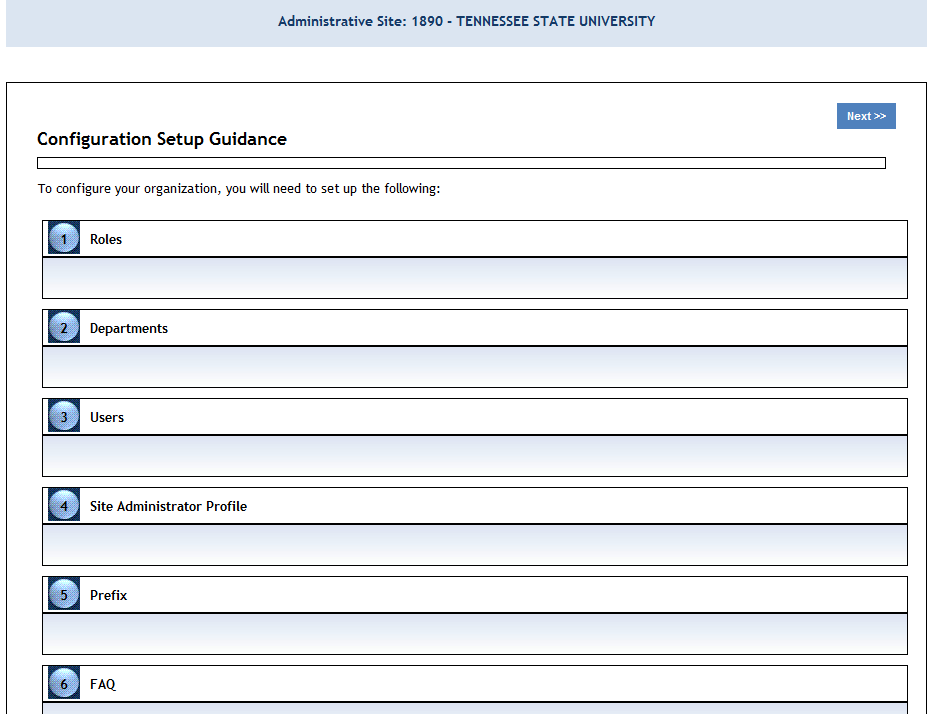 Administrative Site: 1890 - TENNESSEE STATE UNIVERSITY
Next >>
Configuration Setup Guidance
To configure your organization, you will need to set up the following:
1 Roles
2 Departments
3 Users
4 Site Administrator Profile
5 Prefix
6 FAQ